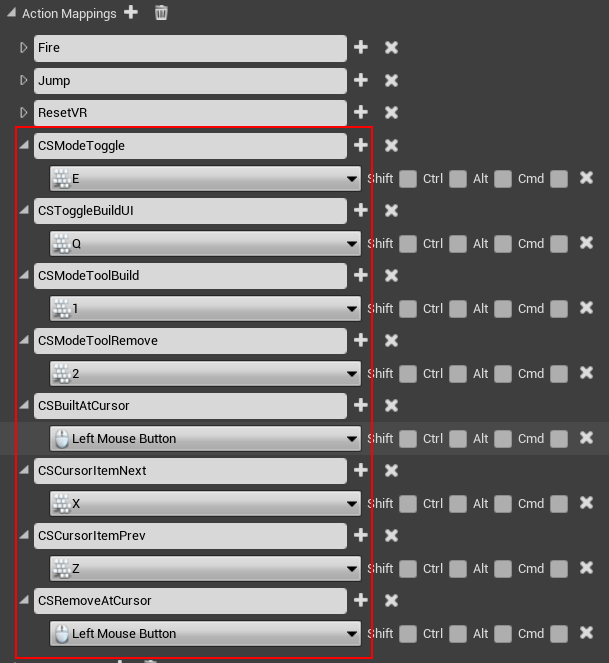 Action Mappings
Fire
Jump
ResetVR
CSModeToggle
E Shift Ctrl Alt Cmd
CSToggleBuildUI
Q Shift Ctrl Alt Cmd
CSModeToolBuild
1 Shift Ctrl Alt Cmd
CSModeToolRemove
2 Shift Ctrl Alt Cmd
CSBuiltAtCursor
Left Mouse Button Shift Ctrl Alt Cmd
CSCursorItemNext
X Shift Ctrl Alt Cmd
CSCursorItemPrev
Z Shift Ctrl Alt Cmd
CSRemoveAtCursor
Left Mouse Button Shift Ctrl Alt Cmd